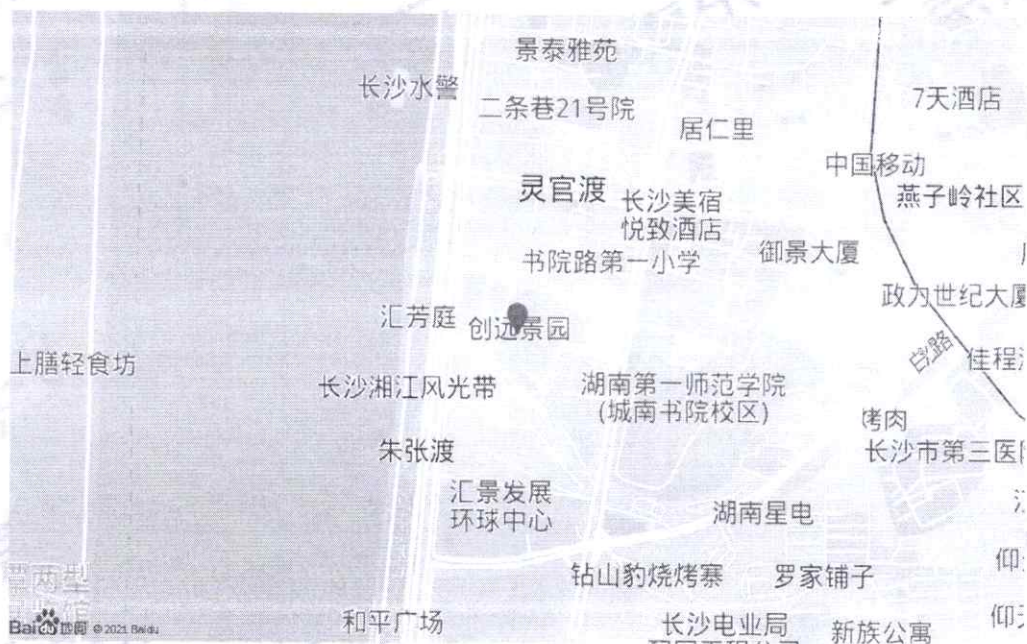 景泰雅苑
长沙水警
二条巷21号院
7天酒店
居仁里
中国移动
灵官渡
长沙美宿
悦致酒店
燕子岭社区
书院路第一小学
御景大厦
政力世纪大厦
汇芳庭
创远景园
上膳轻食坊
长沙湘江风光带
湖南第一师范学院
(城南书院校区)
佳程
烤肉
朱张渡
长沙市第三医
汇景发展
环球中心
湖南星电
钻山豹烧烤寨
罗家铺子
仰
和平广场
长沙电业局
新族公寓
仰天
Baidu
© 2021 Baidu